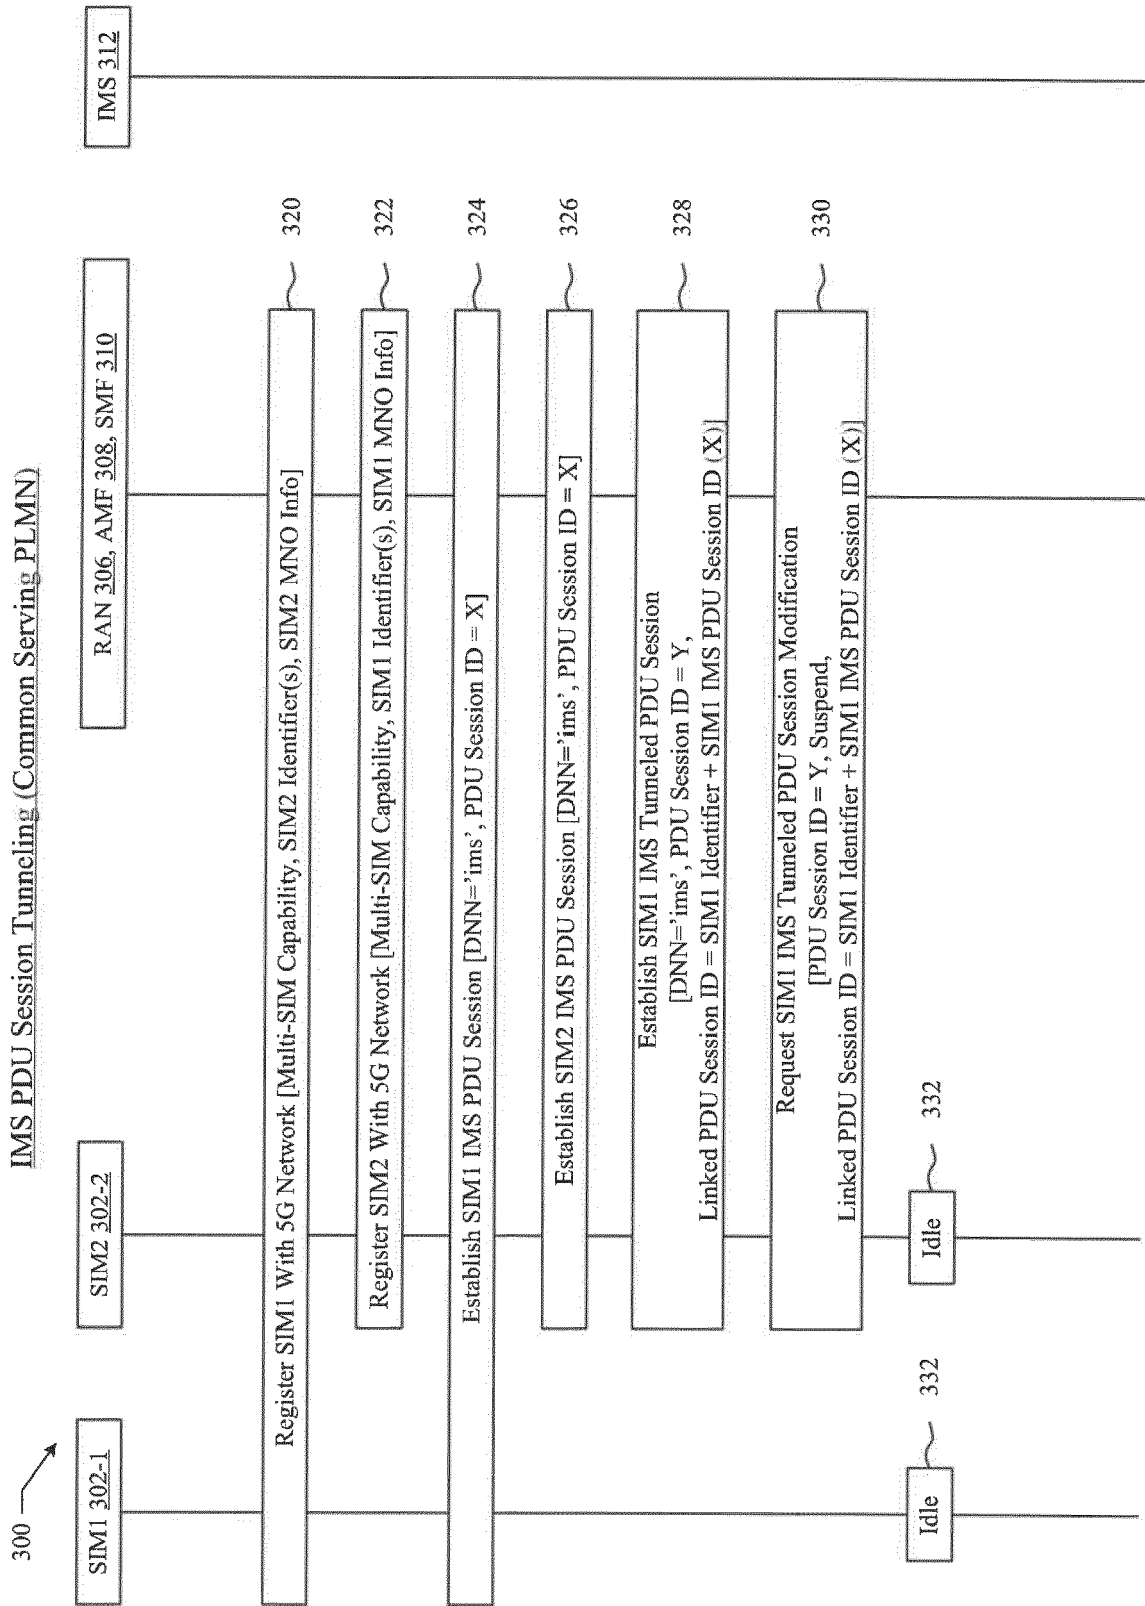 IMS PDU Session Tunneling (Common Serving PLMN)
300
SIM1 302-1
SIM2 302-2
RAN 306, AMF 308, SMF 310
IMS 312
Register SIM1 With 5G Network [Multi-SIM Capability, SIM2 Identifier(s), SIM2 MNO Info]
320
Register SIM2 With 5G Network [Multi-SIM Capability, SIM1 Identifier(s), SIM1 MNO Info]
322
Establish SIM1 IMS PDU Session [DNN='ims', PDU Session ID = X]
324
Establish SIM2 IMS PDU Session [DNN='ims', PDU Session ID = X]
326
Establish SIM1 IMS Tunneled PDU Session
[DNN='ims', PDU Session ID = Y,
Linked PDU Session ID = SIM1 Identifier + SIM1 IMS PDU Session ID (X)]
328
Request SIM1 IMS Tunneled PDU Session Modification
[PDU Session ID = Y, Suspend,
Linked PDU Session ID = SIM1 Identifier + SIM1 IMS PDU Session ID (X)]
330
Idle
332
Idle
332